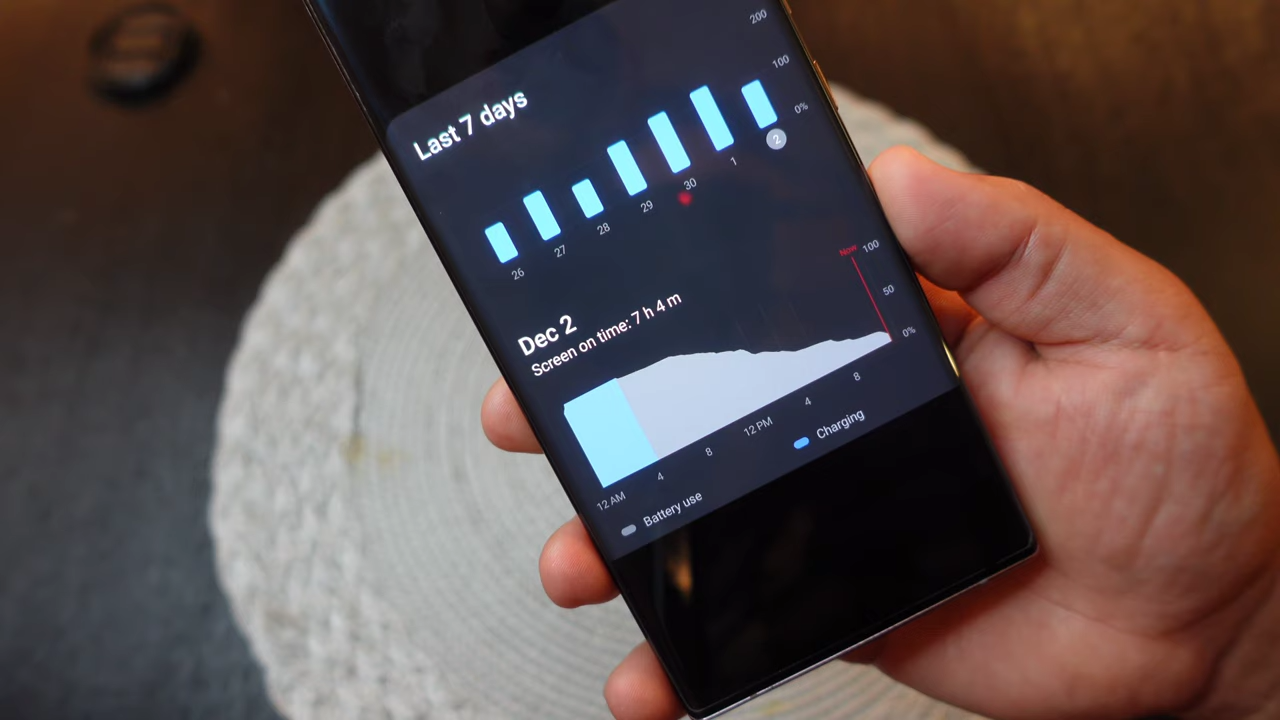 Last 7 days
200
100
0%
26
27
28
29
30
1
2
Dec 2
Screen on time: 7 h 4 m
Now
100
50
0%
12 AM
4
8
12 PM
4
8
Battery use
Charging